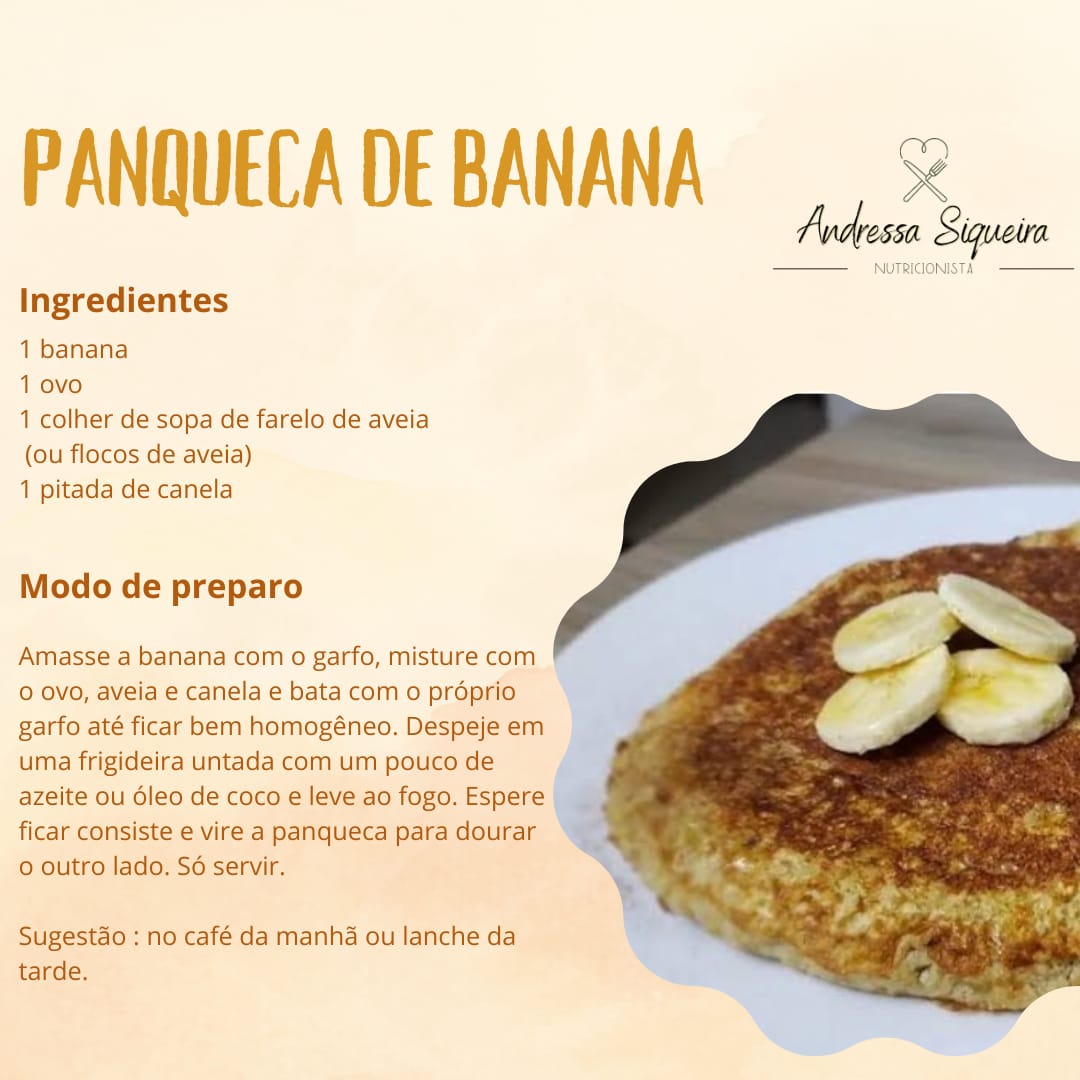 PANQUECA DE BANANA
Andressa Siqueira
NUTRICIONISTA
Ingredientes
1 banana
1 ovo
1 colher de sopa de farelo de aveia
(ou flocos de aveia)
1 pitada de canela
Modo de preparo
Amasse a banana com o garfo, misture com
o ovo, aveia e canela e bata com o próprio
garfo até ficar bem homogêneo. Despeje em
uma frigideira untada com um pouco de
azeite ou óleo de coco e leve ao fogo. Espere
ficar consiste e vire a panqueca para dourar
o outro lado. Só servir.
Sugestão : no café da manhã ou lanche da
tarde.